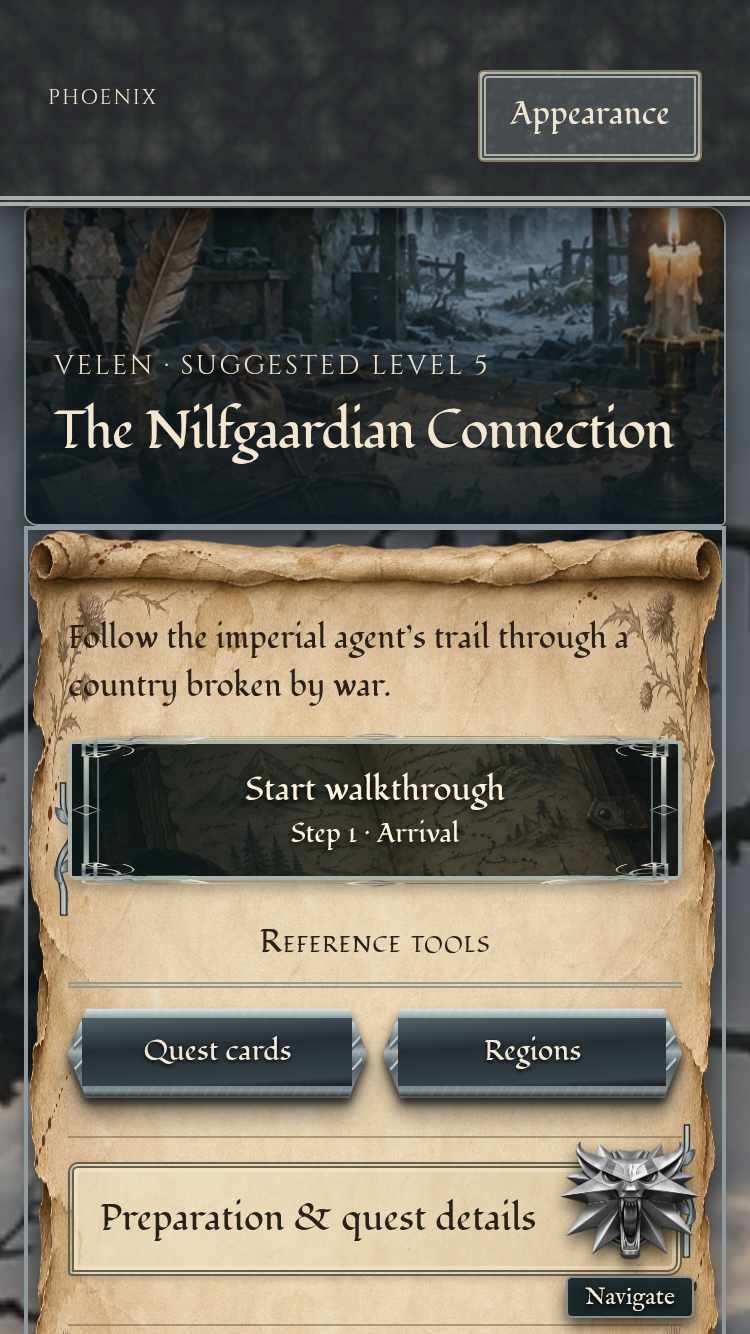 PHOENIX
Appearance
VELEN · SUGGESTED LEVEL 5
The Nilfgaardian Connection
Follow the imperial agent's trail through a
country broken by war.
Start walkthrough
Step 1 · Arrival
Reference tools
Quest cards
Regions
Preparation & quest details
Navigate